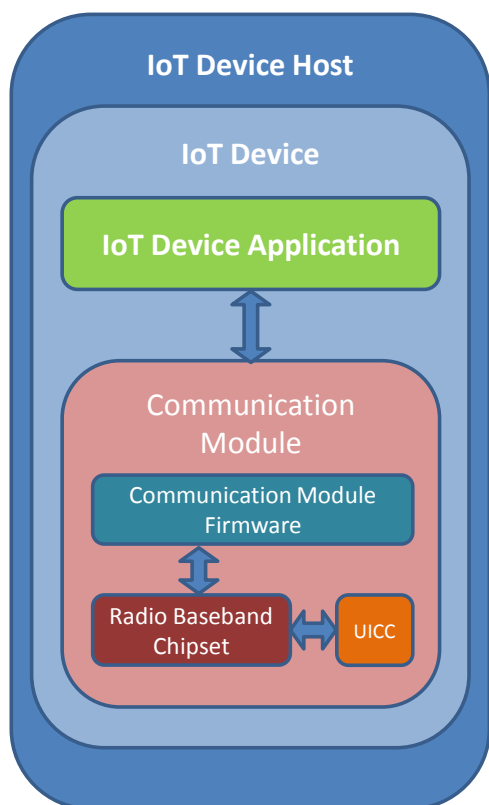 IoT Device Host
IoT Device
IoT Device Application
Communication
Module
Communication Module
Firmware
Radio Baseband
Chipset
UICC